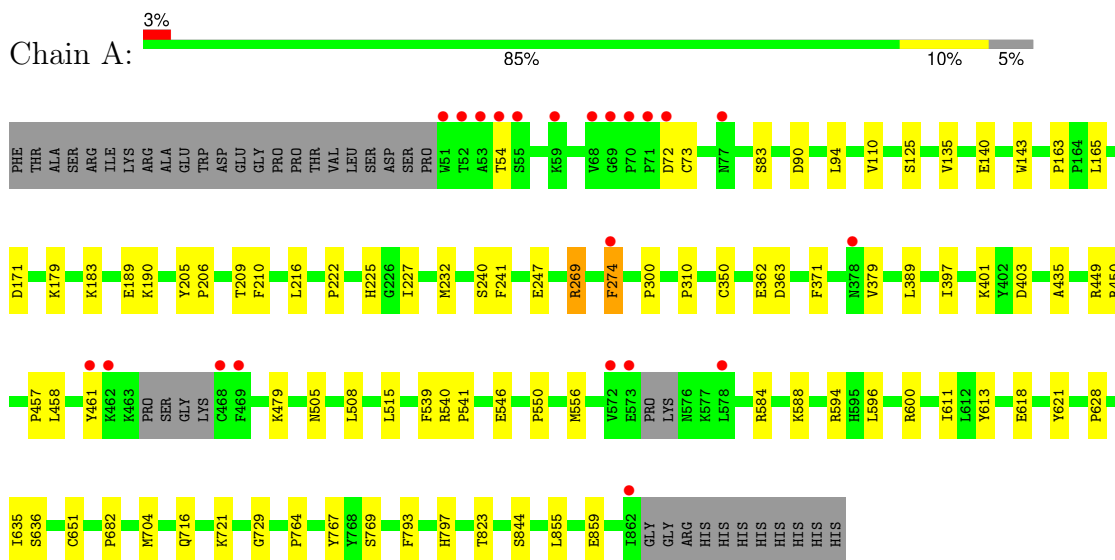 3%
Chain A:
85% 10% 5%
PHE THR ALA SER ARG ILE LYS ARG ALA GLU TRP ASP GLU GLY PRO PRO THR VAL LEU SER ASP SER PRO W51 T52 A53 T54 S55 K59 V68 G69 P70 P71 D72 C73 N77 S83 D90 L94 V110 S125 V135 E140 W143 P163 P164 L165
D171 K179 K183 E189 K190 Y205 P206 T209 F210 L216 P222 H225 G226 I227 M232 S240 F241 E247 R269 F274 P300 P310 C350 E362 D363 F371 N378 V379 L389 I397 K401 Y402 D403 A435 R449
P457 L458 Y461 K462 K463 PRO SER GLY LYS C468 F469 K479 N505 L508 L515 F539 R540 P541 E546 P550 M556 V572 E573 PRO LYS N576 K577 L578 R584 K588 R594 H595 L596 R600 I611 L612 Y613 E618 Y621 P628
I635 S636 C651 P682 M704 Q716 K721 G729 P764 Y767 Y768 S769 F793 H797 T823 S844 L855 E859 I862 GLY GLY ARG HIS HIS HIS HIS HIS HIS